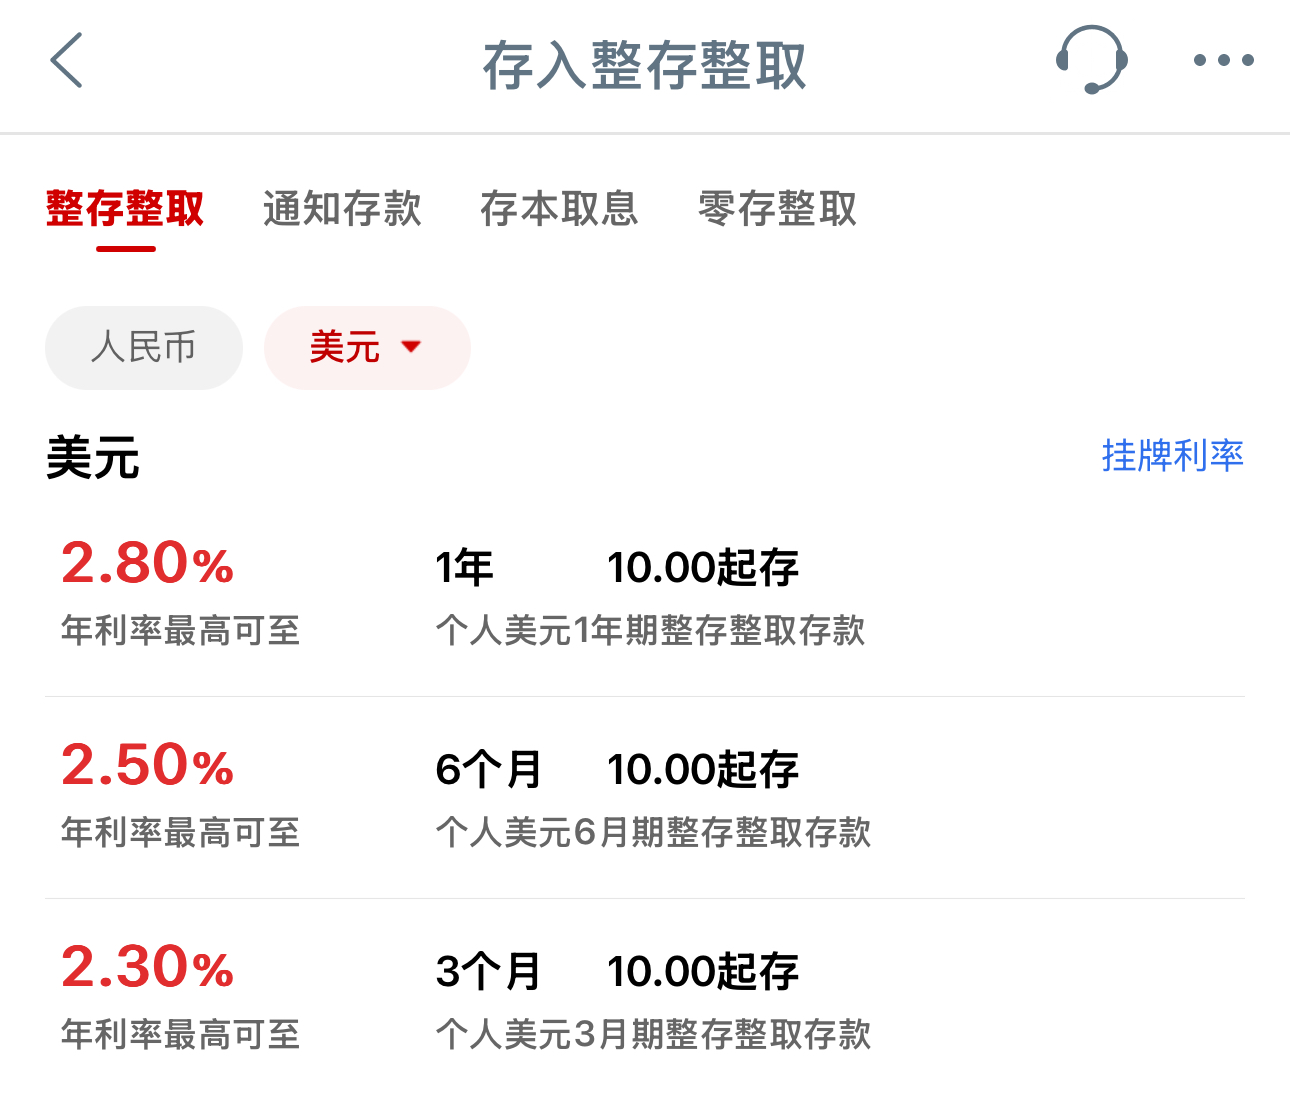 存入整存整取
整存整取 通知存款 存本取息 零存整取
人民币 美元
美元 挂牌利率
2.80% 1年 10.00起存
年利率最高可至 个人美元1年期整存整取存款
2.50% 6个月 10.00起存
年利率最高可至 个人美元6月期整存整取存款
2.30% 3个月 10.00起存
年利率最高可至 个人美元3月期整存整取存款